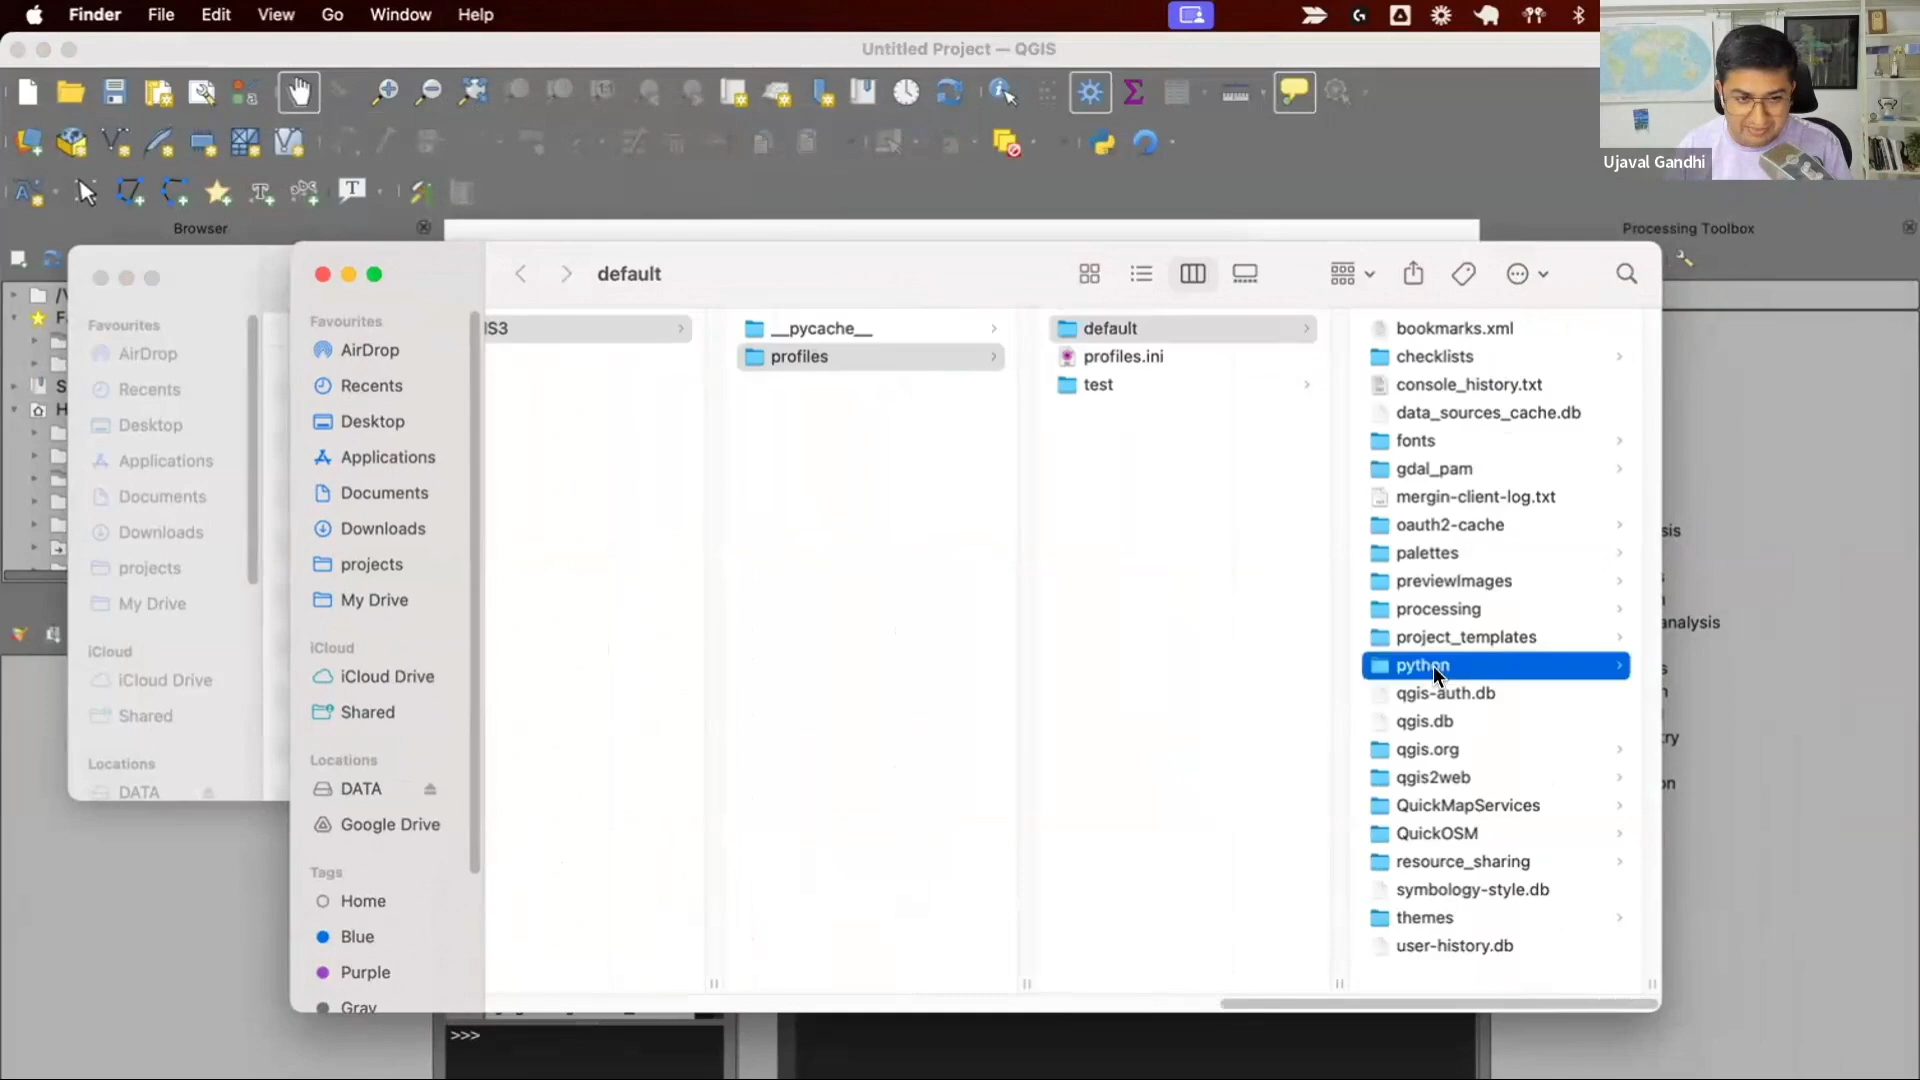 Finder File Edit View Go Window Help
Untitled Project — QGIS
Ujaval Gandhi
Browser
Processing Toolbox
default
Favourites
AirDrop
Recents
Desktop
Applications
Documents
Downloads
projects
My Drive
iCloud
iCloud Drive
Shared
Locations
DATA
Favourites
AirDrop
Recents
Desktop
Applications
Documents
Downloads
projects
My Drive
iCloud
iCloud Drive
Shared
Locations
DATA
Google Drive
Tags
Home
Blue
Purple
Gray
IS3
__pycache__
profiles
default
profiles.ini
test
bookmarks.xml
checklists
console_history.txt
data_sources_cache.db
fonts
gdal_pam
mergin-client-log.txt
oauth2-cache
palettes
previewImages
processing
project_templates
python
qgis-auth.db
qgis.db
qgis.org
qgis2web
QuickMapServices
QuickOSM
resource_sharing
symbology-style.db
themes
user-history.db
sis
analysis
try
on
>>>